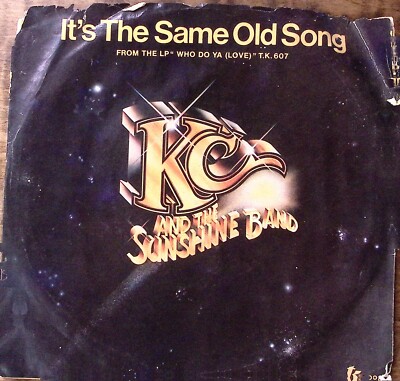 It's The Same Old Song
FROM THE LP "WHO DO YA (LOVE)" T.K. 607
KC
AND THE
SUNSHINE BAND